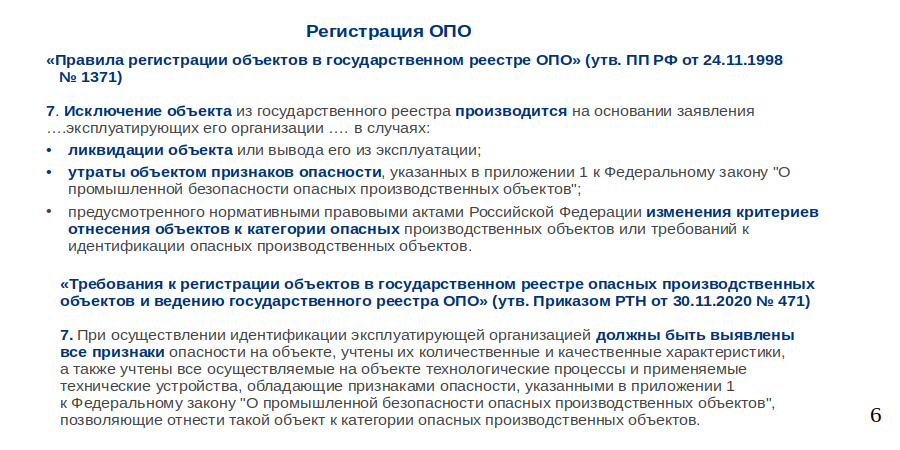 Регистрация ОПО
«Правила регистрации объектов в государственном реестре ОПО» (утв. ПП РФ от 24.11.1998
№ 1371)
7. Исключение объекта из государственного реестра производится на основании заявления
….эксплуатирующих его организации …. в случаях:
• ликвидации объекта или вывода его из эксплуатации;
• утраты объектом признаков опасности, указанных в приложении 1 к Федеральному закону "О
промышленной безопасности опасных производственных объектов";
• предусмотренного нормативными правовыми актами Российской Федерации изменения критериев
отнесения объектов к категории опасных производственных объектов или требований к
идентификации опасных производственных объектов.
«Требования к регистрации объектов в государственном реестре опасных производственных
объектов и ведению государственного реестра ОПО» (утв. Приказом РТН от 30.11.2020 № 471)
7. При осуществлении идентификации эксплуатирующей организацией должны быть выявлены
все признаки опасности на объекте, учтены их количественные и качественные характеристики,
а также учтены все осуществляемые на объекте технологические процессы и применяемые
технические устройства, обладающие признаками опасности, указанными в приложении 1
к Федеральному закону "О промышленной безопасности опасных производственных объектов",
позволяющие отнести такой объект к категории опасных производственных объектов.
6